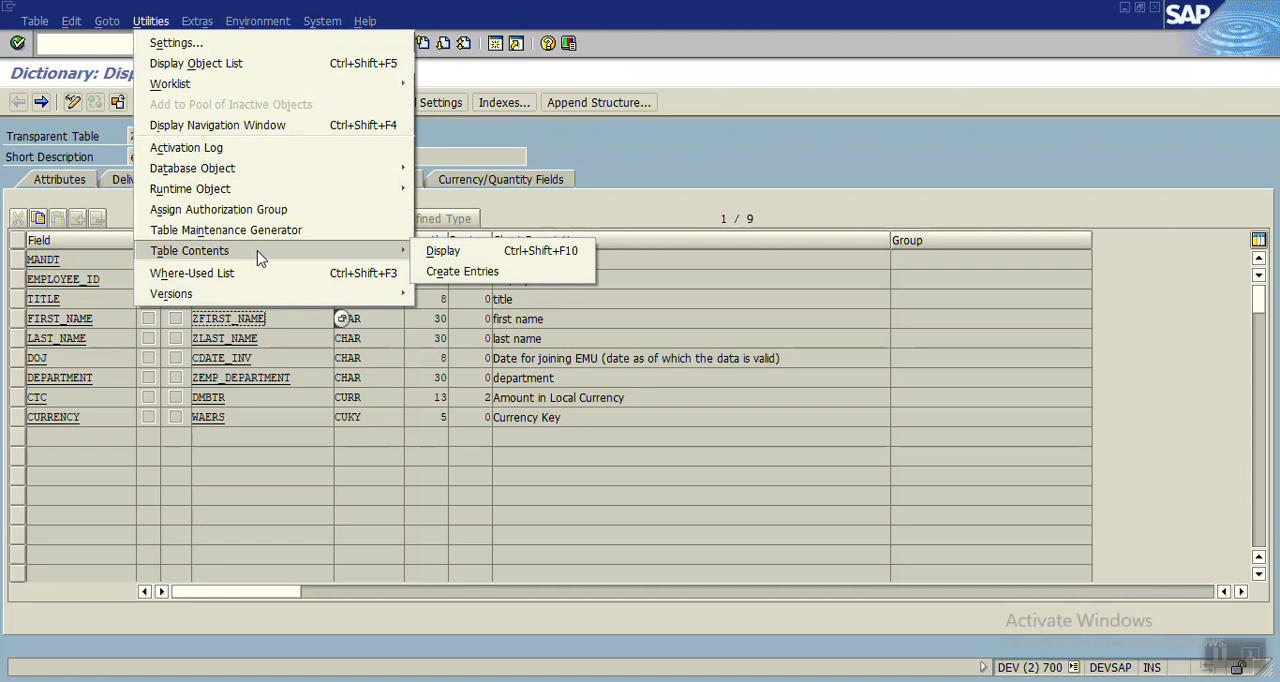 Table Edit Goto Utilities Extras Environment System Help
SAP
Settings...
Display Object List Ctrl+Shift+F5
Dictionary: Disp
Worklist
Add to Pool of Inactive Objects
Settings Indexes... Append Structure...
Display Navigation Window Ctrl+Shift+F4
Transparent Table
Activation Log
Short Description
Database Object
Attributes Deli Currency/Quantity Fields
Runtime Object
Assign Authorization Group
fined Type 1 / 9
Table Maintenance Generator
Field Group
Table Contents
Display Ctrl+Shift+F10
MANDT
Create Entries
Where-Used List Ctrl+Shift+F3
EMPLOYEE_ID
Versions
TITLE 8 0 title
FIRST_NAME ZFIRST_NAME AR 30 0 first name
LAST_NAME ZLAST_NAME CHAR 30 0 last name
DOJ CDATE_INV CHAR 8 0 Date for joining EMU (date as of which the data is valid)
DEPARTMENT ZEMP_DEPARTMENT CHAR 30 0 department
CTC DMBTR CURR 13 2 Amount in Local Currency
CURRENCY WAERS CUKY 5 0 Currency Key
Activate Windows
DEV (2) 700 DEVSAP INS